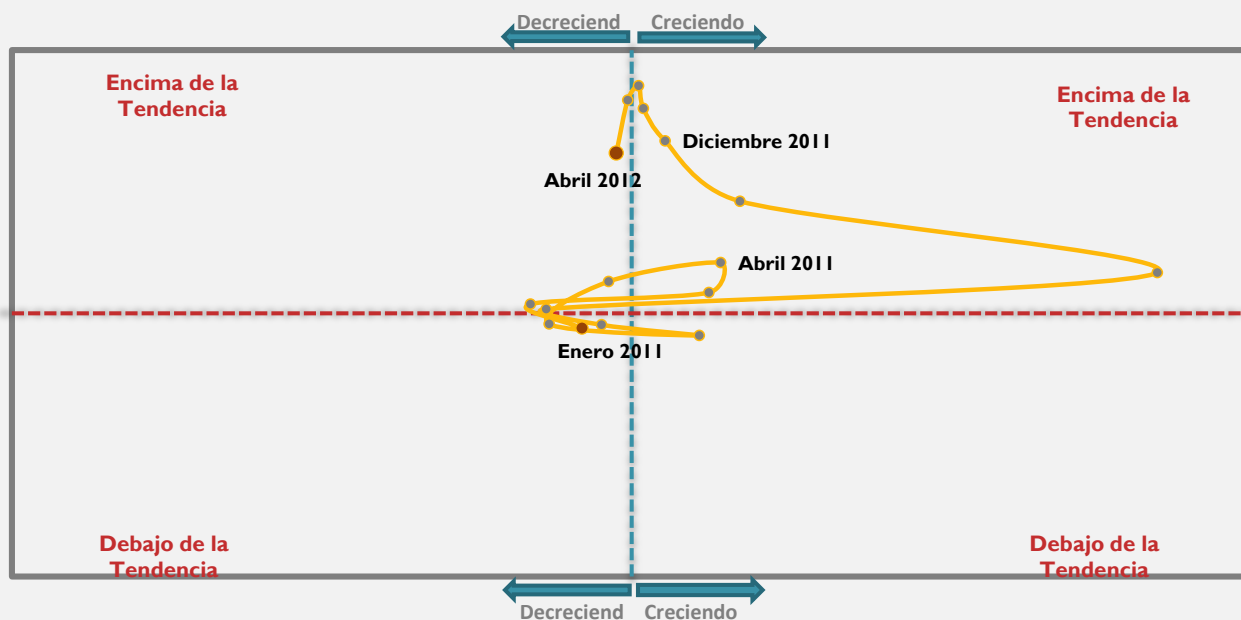 Decreciend
Creciendo
Encima de la
Tendencia
Encima de la
Tendencia
Diciembre 2011
Abril 2012
Abril 2011
Enero 2011
Debajo de la
Tendencia
Debajo de la
Tendencia
Decreciend
Creciendo